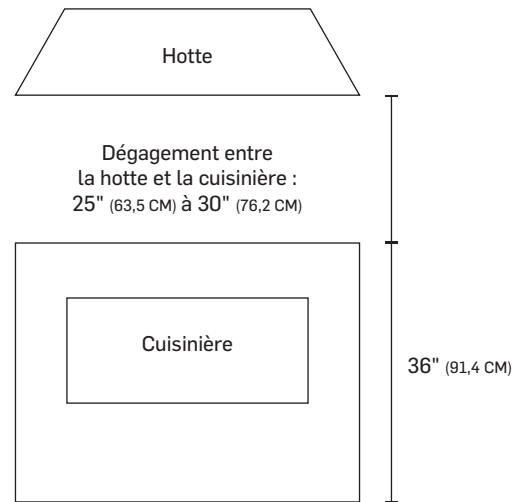 Hotte
Dégagement entre
la hotte et la cuisinière :
25" (63,5 CM) à 30" (76,2 CM)
Cuisinière
36" (91,4 CM)